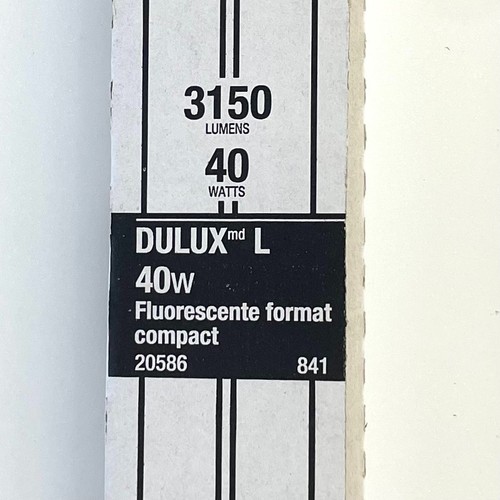 3150
LUMENS
40
WATTS
DULUXmd L
40W
Fluorescente format
compact
20586 841